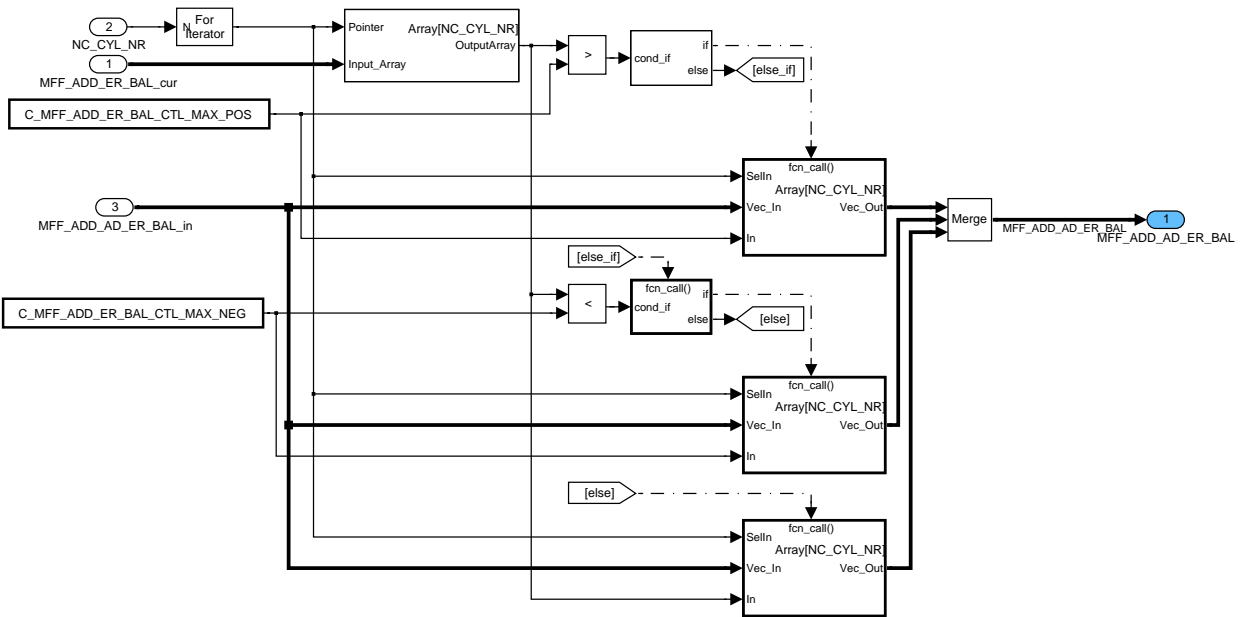 2
NC_CYL_NR
N
For
Iterator
1
MFF_ADD_ER_BAL_cur
Pointer
Array[NC_CYL_NR]
OutputArray
Input_Array
>
cond_if
if
else
[else_if]
C_MFF_ADD_ER_BAL_CTL_MAX_POS
fcn_call()
SelIn
Array[NC_CYL_NR]
Vec_In
Vec_Out
In
3
MFF_ADD_AD_ER_BAL_in
Merge
MFF_ADD_AD_ER_BAL
1
MFF_ADD_AD_ER_BAL
[else_if]
fcn_call()
<
cond_if
if
else
[else]
C_MFF_ADD_ER_BAL_CTL_MAX_NEG
fcn_call()
SelIn
Array[NC_CYL_NR]
Vec_In
Vec_Out
In
[else]
fcn_call()
SelIn
Array[NC_CYL_NR]
Vec_In
Vec_Out
In